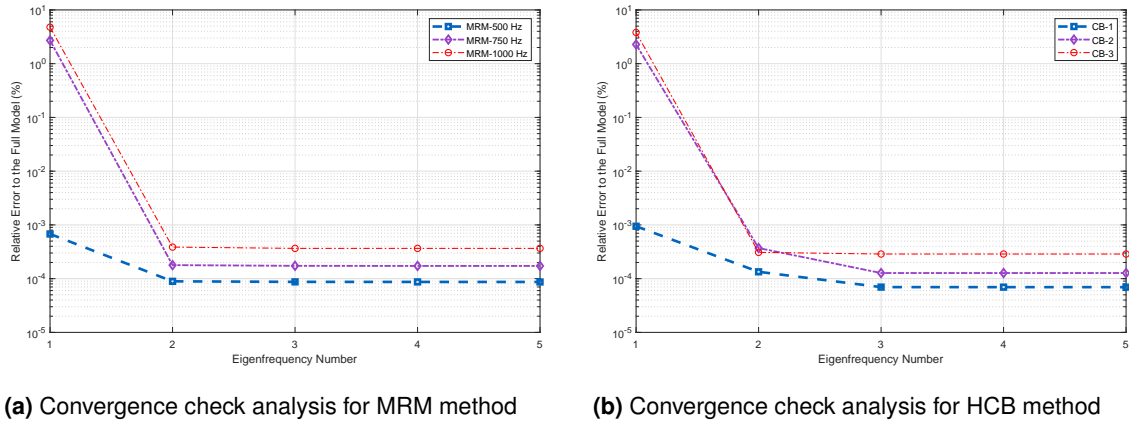 10^1
10^0
10^-1
10^-2
10^-3
10^-4
10^-5
Relative Error to the Full Model (%)
MRM-500 Hz
MRM-750 Hz
MRM-1000 Hz
1 2 3 4 5
Eigenfrequency Number
(a) Convergence check analysis for MRM method
10^1
10^0
10^-1
10^-2
10^-3
10^-4
10^-5
Relative Error to the Full Model (%)
CB-1
CB-2
CB-3
1 2 3 4 5
Eigenfrequency Number
(b) Convergence check analysis for HCB method